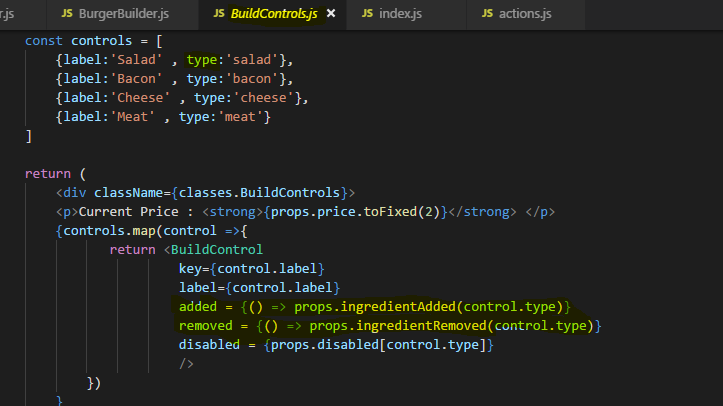 r.js JS BurgerBuilder.js JS BuildControls.js × JS index.js JS actions.js
const controls = [
{label:'Salad' , type:'salad'},
{label:'Bacon' , type:'bacon'},
{label:'Cheese' , type:'cheese'},
{label:'Meat' , type:'meat'}
]
return (
<div className={classes.BuildControls}>
<p>Current Price : <strong>{props.price.toFixed(2)}</strong> </p>
{controls.map(control =>{
return <BuildControl
key={control.label}
label={control.label}
added = {() => props.ingredientAdded(control.type)}
removed = {() => props.ingredientRemoved(control.type)}
disabled = {props.disabled[control.type]}
/>
})
}